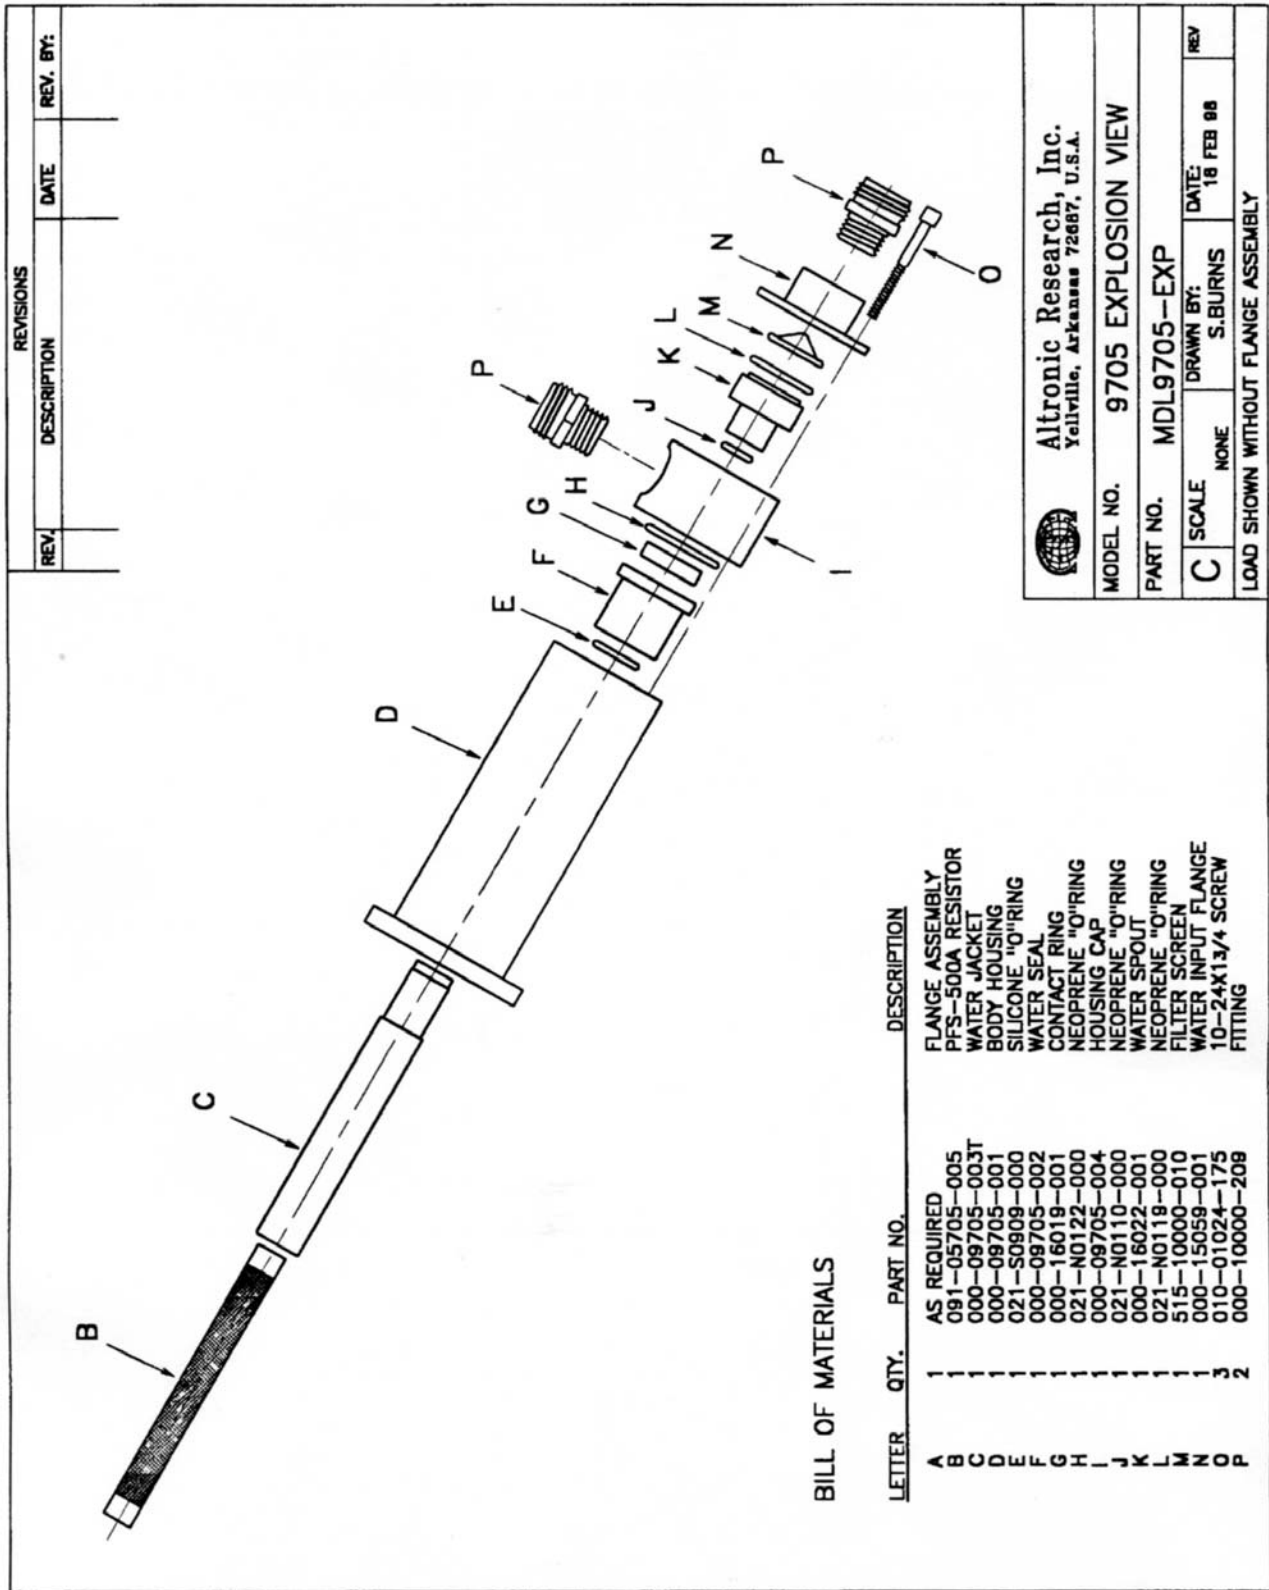 REVISIONS
REV. DESCRIPTION DATE REV. BY:
B
C
D
E
F
G
H
I
J
K
L
M
N
O
P
P
BILL OF MATERIALS
LETTER QTY. PART NO. DESCRIPTION
A 1 AS REQUIRED FLANGE ASSEMBLY
B 1 091-05705-005 PFS-500A RESISTOR
C 1 000-09705-003T WATER JACKET
D 1 000-09705-001 BODY HOUSING
E 1 021-S0909-000 SILICONE "O"RING
F 1 000-09705-002 WATER SEAL
G 1 000-16019-001 CONTACT RING
H 1 021-N0122-000 NEOPRENE "O"RING
I 1 000-09705-004 HOUSING CAP
J 1 021-N0110-000 NEOPRENE "O"RING
K 1 000-16022-001 WATER SPOUT
L 1 021-N0119-000 NEOPRENE "O"RING
M 1 515-10000-010 FILTER SCREEN
N 1 000-15059-001 WATER INPUT FLANGE
O 3 010-01024-175 10-24X13/4 SCREW
P 2 000-10000-209 FITTING
Altronic Research, Inc.
Yellville, Arkansas 72687, U.S.A.
MODEL NO. 9705 EXPLOSION VIEW
PART NO. MDL9705-EXP
C SCALE NONE DRAWN BY: S.BURNS DATE: 18 FEB 98 REV
LOAD SHOWN WITHOUT FLANGE ASSEMBLY